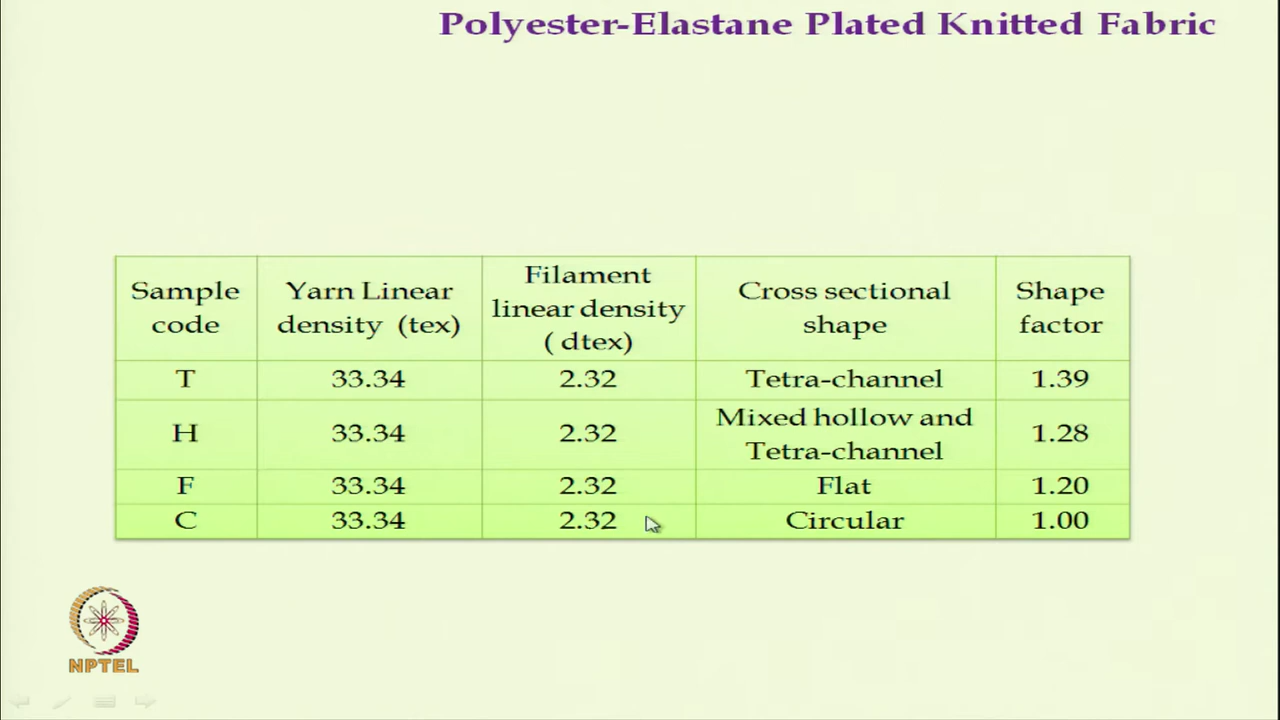 Polyester-Elastane Plated Knitted Fabric
Sample code Yarn Linear density (tex) Filament linear density ( dtex) Cross sectional shape Shape factor
T 33.34 2.32 Tetra-channel 1.39
H 33.34 2.32 Mixed hollow and Tetra-channel 1.28
F 33.34 2.32 Flat 1.20
C 33.34 2.32 Circular 1.00
NPTEL